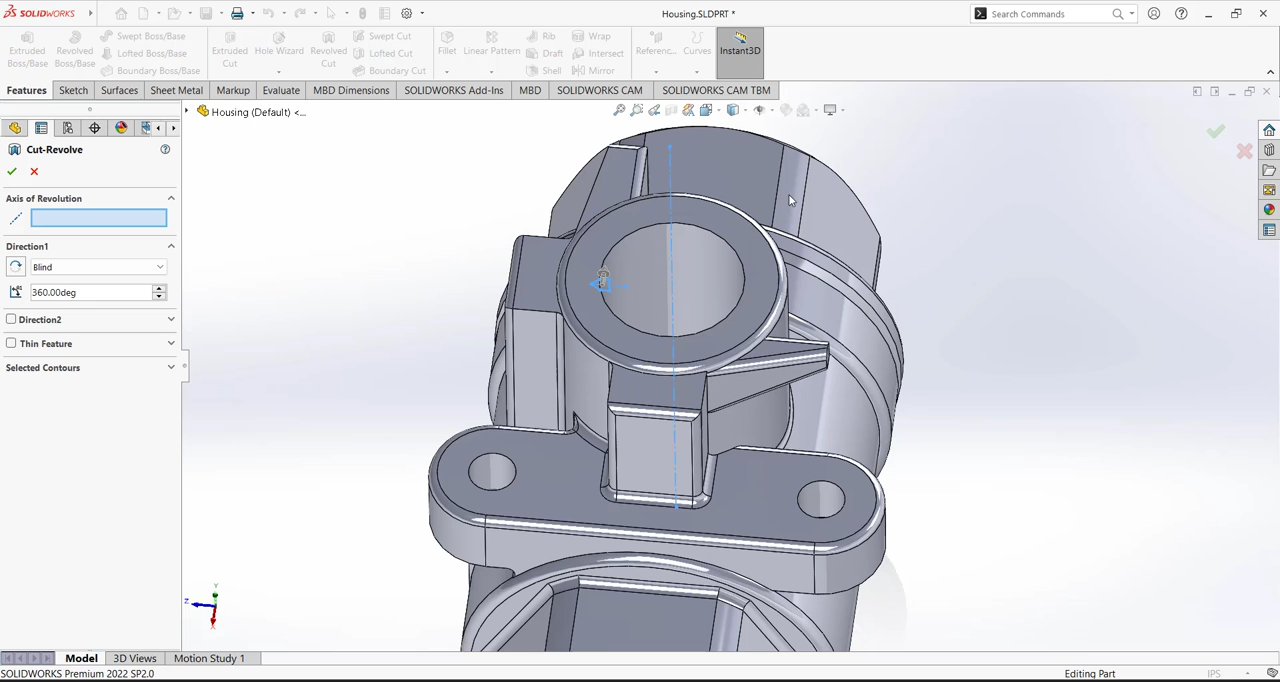 SOLIDWORKS
Housing.SLDPRT *
Search Commands
Extruded Boss/Base
Revolved Boss/Base
Swept Boss/Base
Lofted Boss/Base
Boundary Boss/Base
Extruded Cut
Hole Wizard
Revolved Cut
Swept Cut
Lofted Cut
Boundary Cut
Fillet
Linear Pattern
Rib
Draft
Shell
Wrap
Intersect
Mirror
Referenc...
Curves
Instant3D
Features
Sketch
Surfaces
Sheet Metal
Markup
Evaluate
MBD Dimensions
SOLIDWORKS Add-Ins
MBD
SOLIDWORKS CAM
SOLIDWORKS CAM TBM
Housing (Default) <...
Cut-Revolve
Axis of Revolution
Direction1
Blind
360.00deg
Direction2
Thin Feature
Selected Contours
Y
Z
X
Model
3D Views
Motion Study 1
SOLIDWORKS Premium 2022 SP2.0
Editing Part
IPS